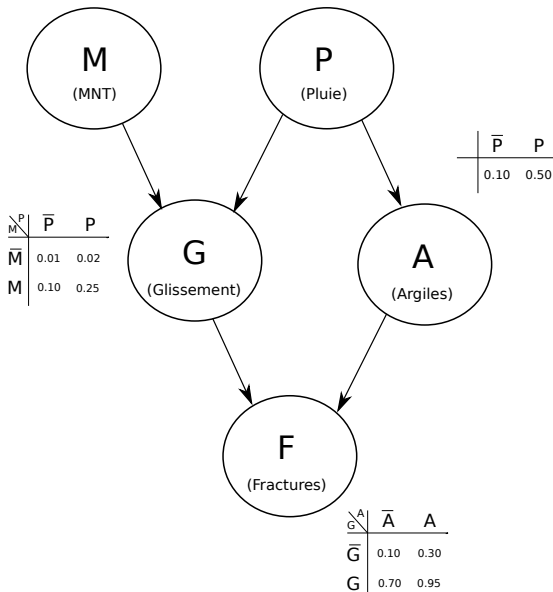 M
(MNT)
P
(Pluie)
P̅ P
0.10 0.50
P
M
P̅ P
M̅ 0.01 0.02
M 0.10 0.25
G
(Glissement)
A
(Argiles)
F
(Fractures)
A
G
A̅ A
G̅ 0.10 0.30
G 0.70 0.95